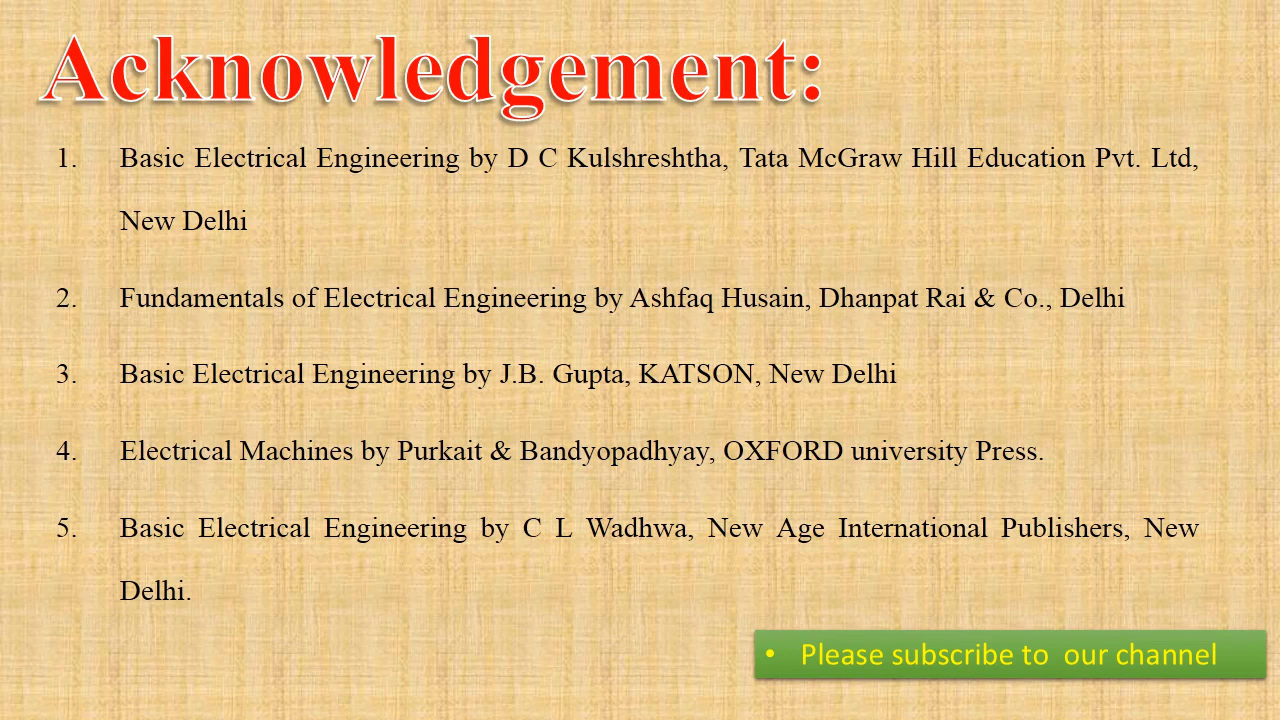 Acknowledgement:
1. Basic Electrical Engineering by D C Kulshreshtha, Tata McGraw Hill Education Pvt. Ltd,
New Delhi
2. Fundamentals of Electrical Engineering by Ashfaq Husain, Dhanpat Rai & Co., Delhi
3. Basic Electrical Engineering by J.B. Gupta, KATSON, New Delhi
4. Electrical Machines by Purkait & Bandyopadhyay, OXFORD university Press.
5. Basic Electrical Engineering by C L Wadhwa, New Age International Publishers, New
Delhi.
• Please subscribe to our channel